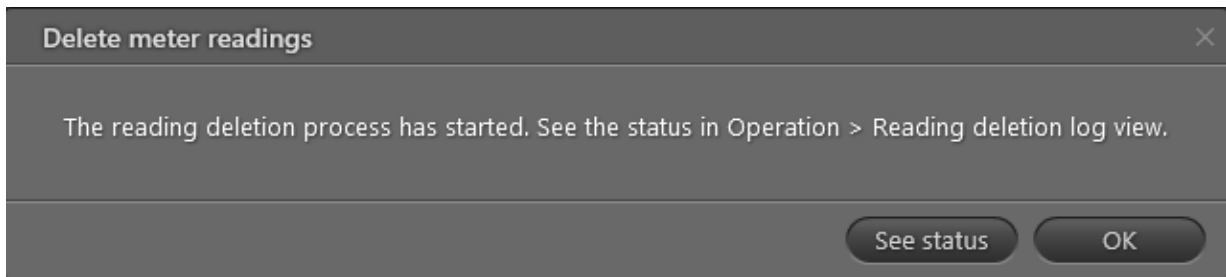 Delete meter readings
The reading deletion process has started. See the status in Operation > Reading deletion log view.
See status
OK